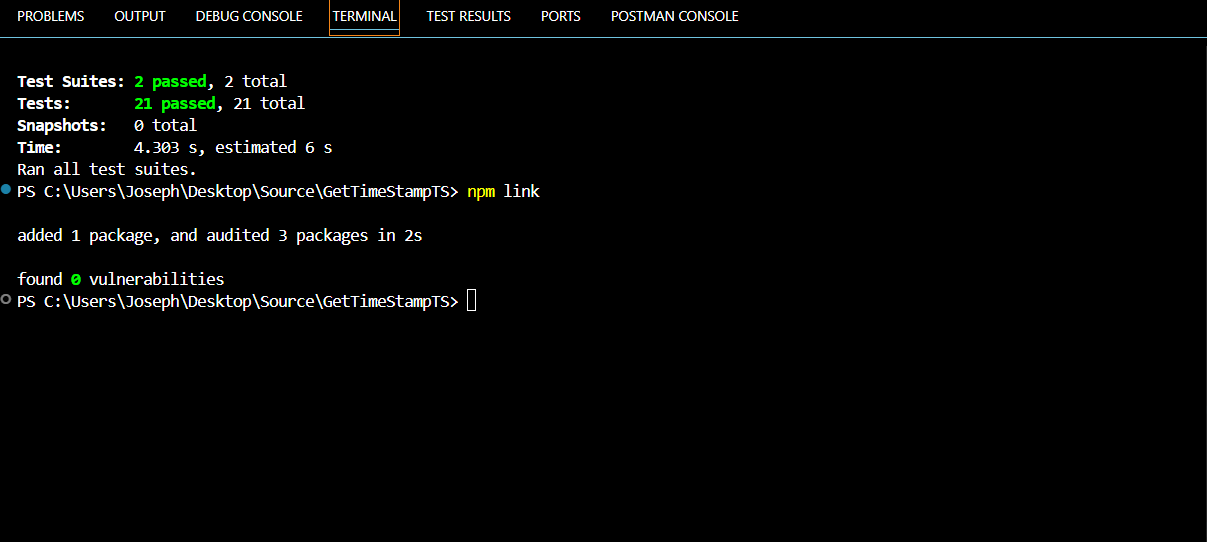 PROBLEMS OUTPUT DEBUG CONSOLE TERMINAL TEST RESULTS PORTS POSTMAN CONSOLE
Test Suites: 2 passed, 2 total
Tests:       21 passed, 21 total
Snapshots:   0 total
Time:        4.303 s, estimated 6 s
Ran all test suites.
PS C:\Users\Joseph\Desktop\Source\GetTimeStampTS> npm link
added 1 package, and audited 3 packages in 2s
found 0 vulnerabilities
PS C:\Users\Joseph\Desktop\Source\GetTimeStampTS>